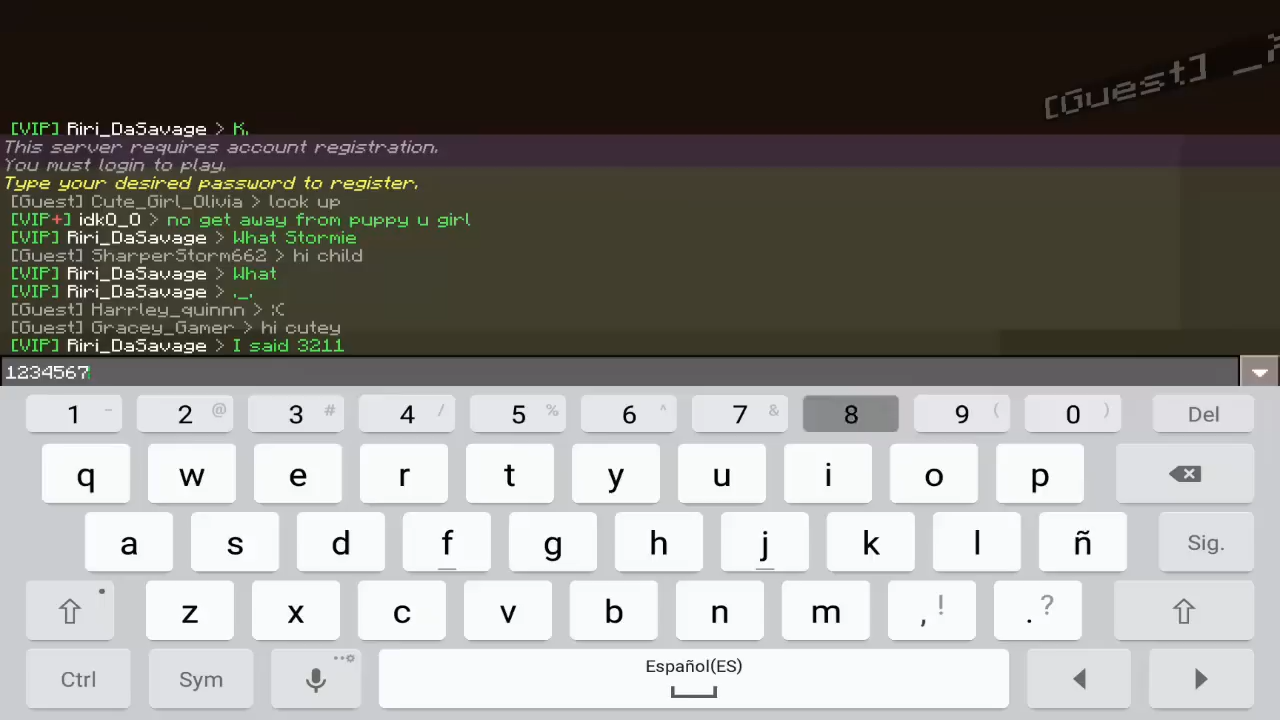 [Guest] _
[VIP] Riri_DaSavage > K.
This server requires account registration.
You must login to play.
Type your desired password to register.
[Guest] Cute_Girl_Olivia > look up
[VIP+] idk0_0 > no get away from puppy u girl
[VIP] Riri_DaSavage > What Stormie
[Guest] SharperStorm662 > hi child
[VIP] Riri_DaSavage > What
[VIP] Riri_DaSavage > ._.
[Guest] Harrley_quinnn > :C
[Guest] Gracey_Gamer > hi cutey
[VIP] Riri_DaSavage > I said 3211
1234567
1 - 2 @ 3 # 4 / 5 % 6 ^ 7 & 8 9 ( 0 ) Del
q w e r t y u i o p
a s d f g h j k l ñ Sig.
z x c v b n m , ! . ?
Ctrl Sym Español(ES)